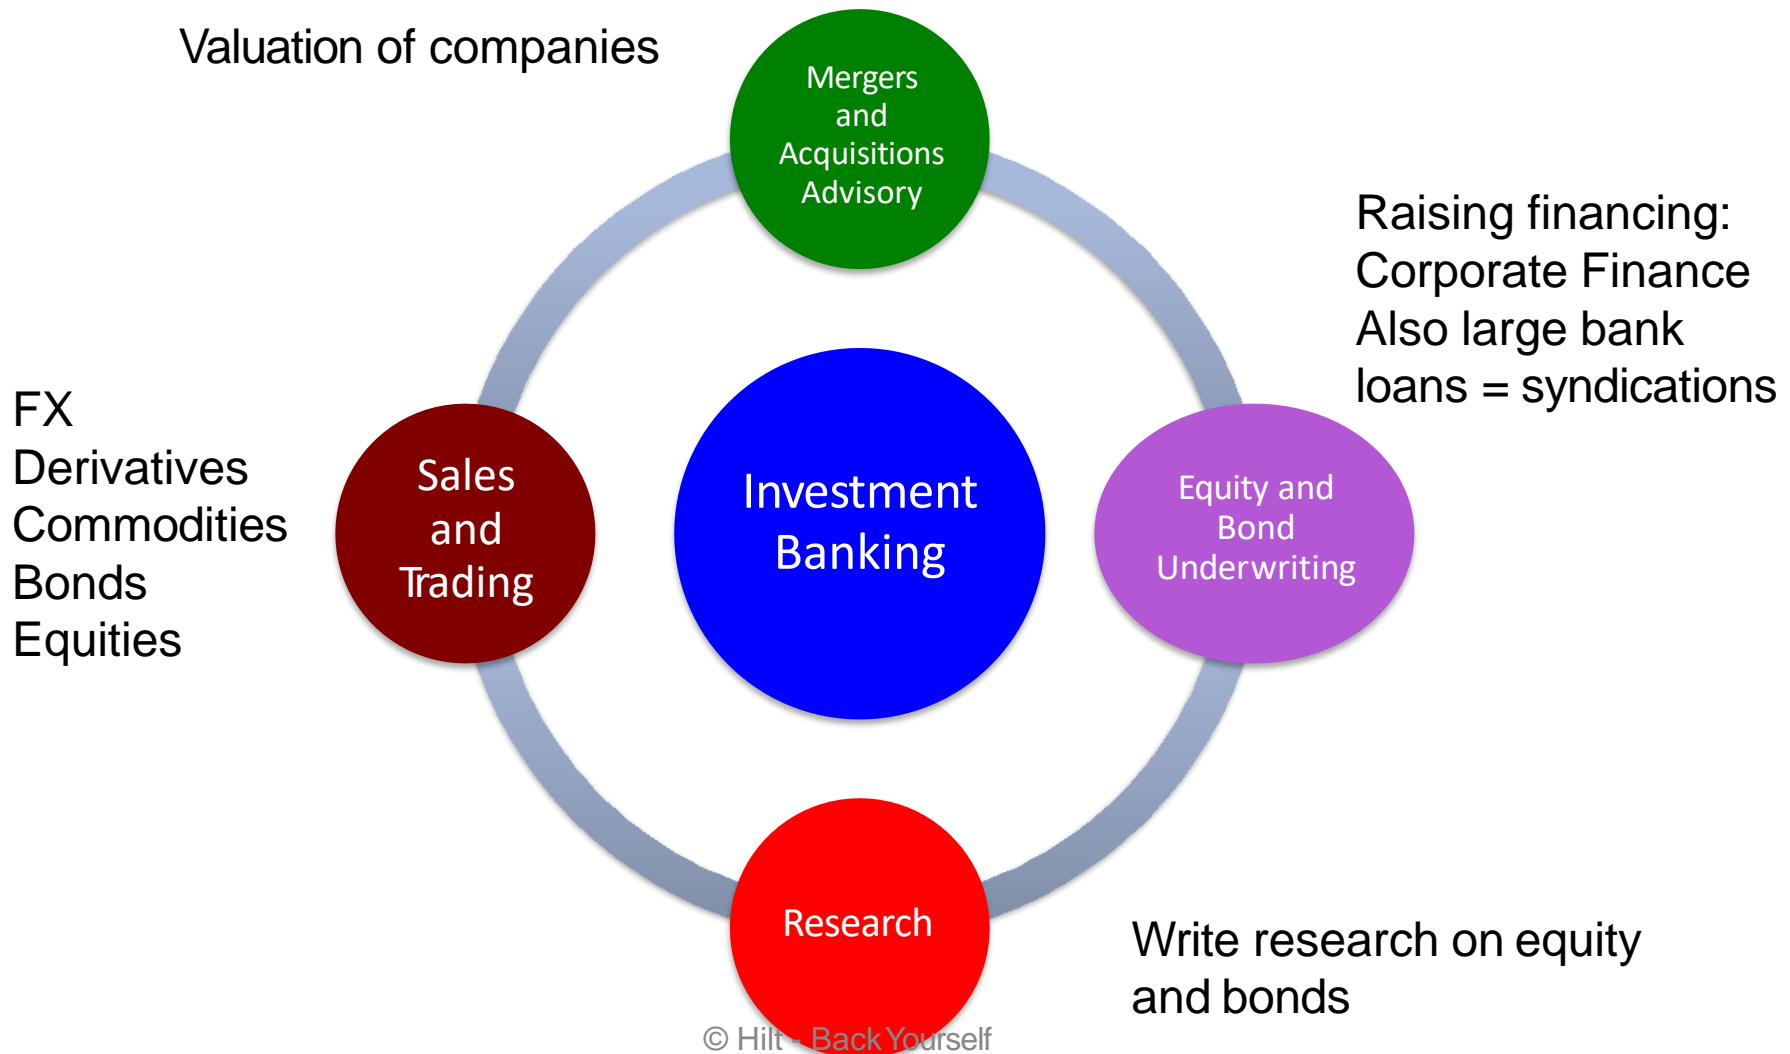 Valuation of companies
Mergers
and
Acquisitions
Advisory
Raising financing:
Corporate Finance
Also large bank
loans = syndications
FX
Derivatives
Commodities
Bonds
Equities
Sales
and
Trading
Investment
Banking
Equity and
Bond
Underwriting
Research
Write research on equity
and bonds
© Hilt - Back Yourself